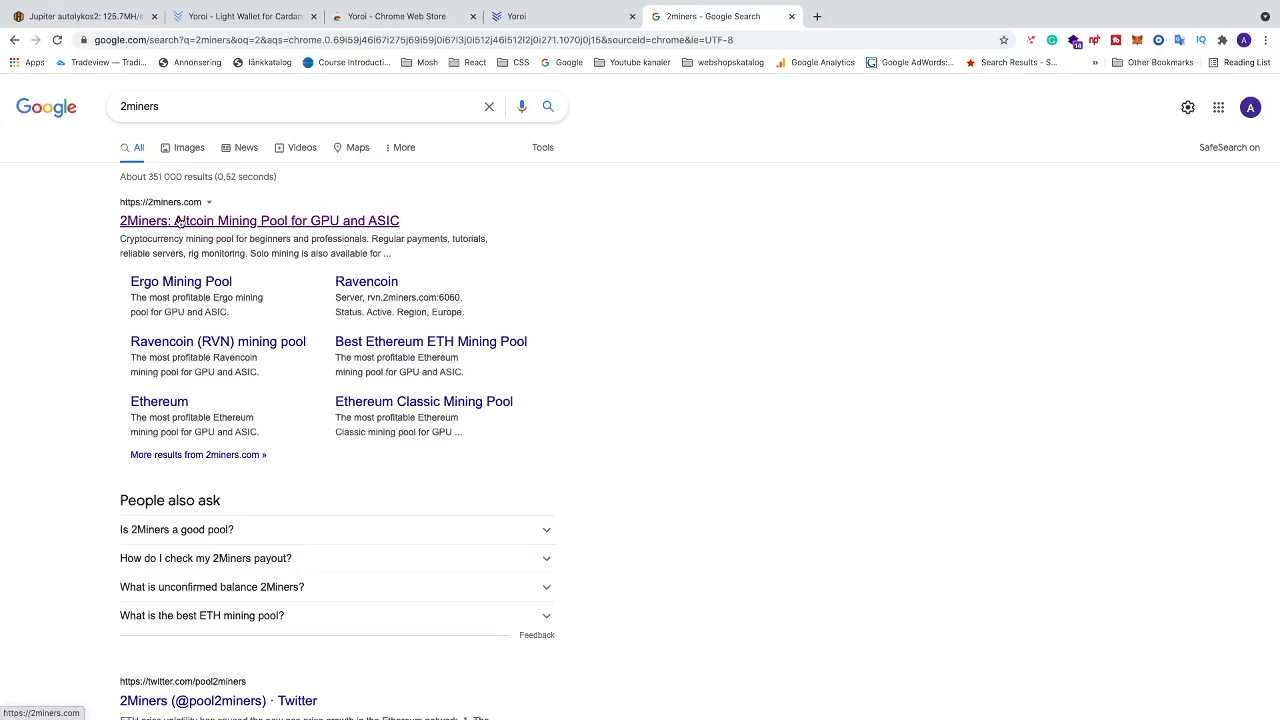 Jupiter autolykos2: 125.7MH/s
Yoroi - Light Wallet for Cardan
Yoroi - Chrome Web Store
Yoroi
2miners - Google Search
google.com/search?q=2miners&oq=2&aqs=chrome.0.69i59j46i67i275j69i59j0i67l3j0i512j46i512l2j0i271.1070j0j15&sourceid=chrome&ie=UTF-8
A
Apps
Tradeview – Tradi...
Annonsering
länkkatalog
Course Introducti...
Mosh
React
CSS
Google
Youtube kanaler
webshopskatalog
Google Analytics
Google AdWords:...
Search Results - S...
»
Other Bookmarks
Reading List
Google
2miners
A
All
Images
News
Videos
Maps
More
Tools
SafeSearch on
About 351 000 results (0,52 seconds)
https://2miners.com
2Miners: Altcoin Mining Pool for GPU and ASIC
Cryptocurrency mining pool for beginners and professionals. Regular payments, tutorials,
reliable servers, rig monitoring. Solo mining is also available for ...
Ergo Mining Pool
The most profitable Ergo mining
pool for GPU and ASIC.
Ravencoin
Server, rvn.2miners.com:6060.
Status. Active. Region, Europe.
Ravencoin (RVN) mining pool
The most profitable Ravencoin
mining pool for GPU and ASIC.
Best Ethereum ETH Mining Pool
The most profitable Ethereum
mining pool for GPU and ASIC.
Ethereum
The most profitable Ethereum
mining pool for GPU and ASIC.
Ethereum Classic Mining Pool
The most profitable Ethereum
Classic mining pool for GPU ...
More results from 2miners.com »
People also ask
Is 2Miners a good pool?
How do I check my 2Miners payout?
What is unconfirmed balance 2Miners?
What is the best ETH mining pool?
Feedback
https://twitter.com/pool2miners
2Miners (@pool2miners) · Twitter
https://2miners.com